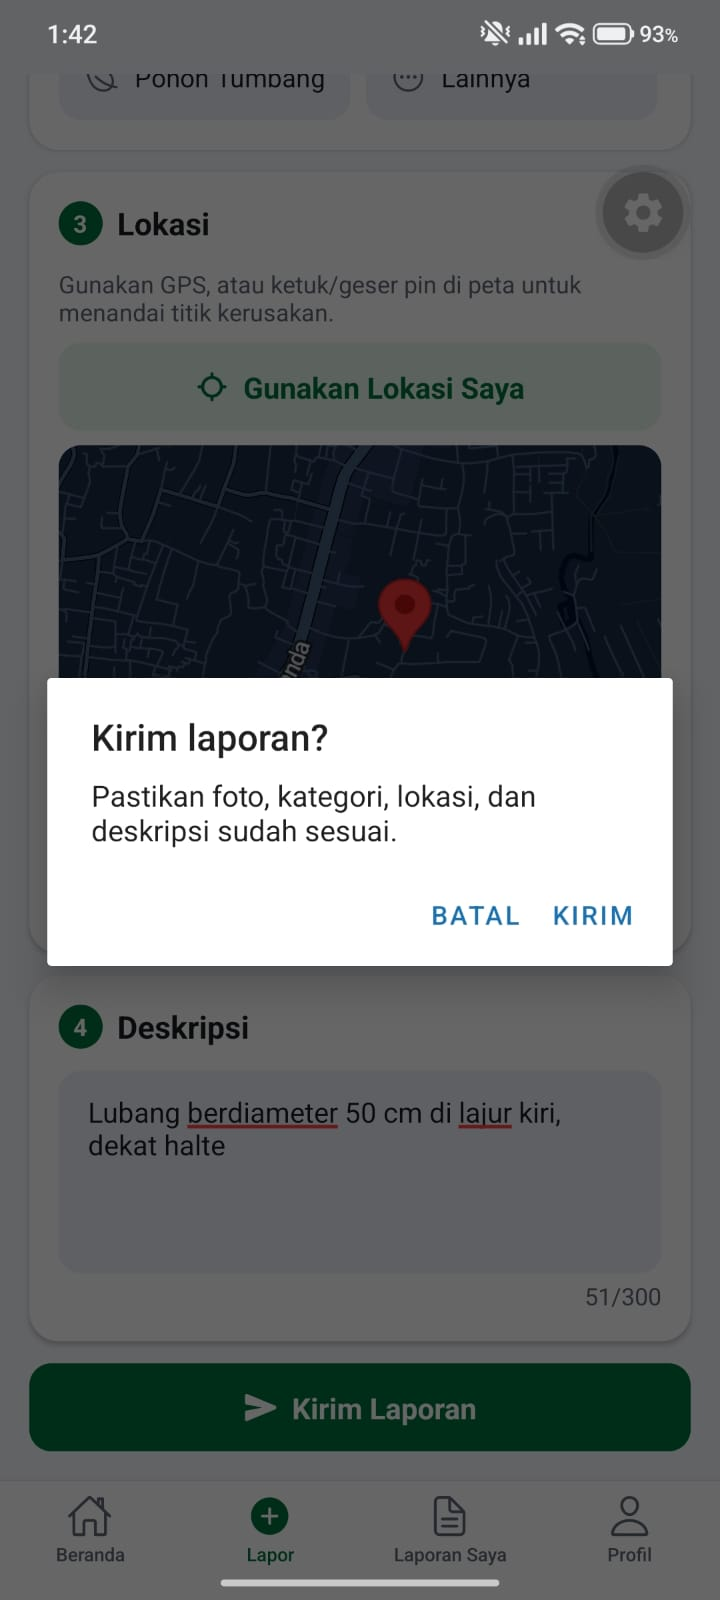 1:42
93%
Pohon Tumbang
Lainnya
3 Lokasi
Gunakan GPS, atau ketuk/geser pin di peta untuk
menandai titik kerusakan.
Gunakan Lokasi Saya
nda
Kirim laporan?
Pastikan foto, kategori, lokasi, dan
deskripsi sudah sesuai.
BATAL KIRIM
4 Deskripsi
Lubang berdiameter 50 cm di lajur kiri,
dekat halte
51/300
Kirim Laporan
Beranda
Lapor
Laporan Saya
Profil